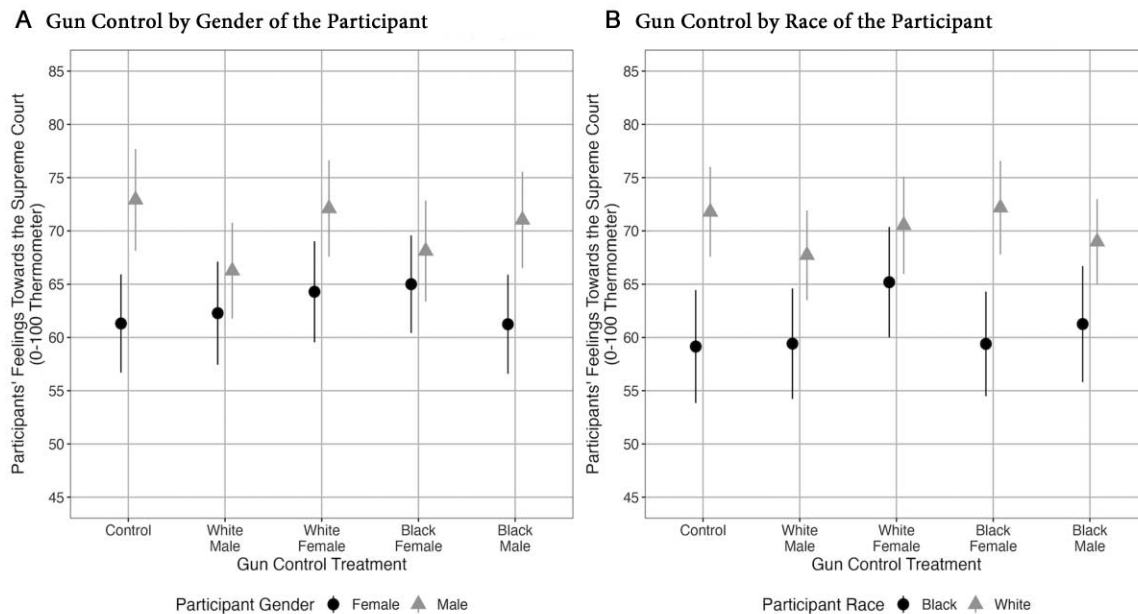 A Gun Control by Gender of the Participant
Participants' Feelings Towards the Supreme Court
(0-100 Thermometer)
85
80
75
70
65
60
55
50
45
Control
White
Male
White
Female
Black
Female
Black
Male
Gun Control Treatment
Participant Gender Female Male
B Gun Control by Race of the Participant
Participants' Feelings Towards the Supreme Court
(0-100 Thermometer)
85
80
75
70
65
60
55
50
45
Control
White
Male
White
Female
Black
Female
Black
Male
Gun Control Treatment
Participant Race Black White